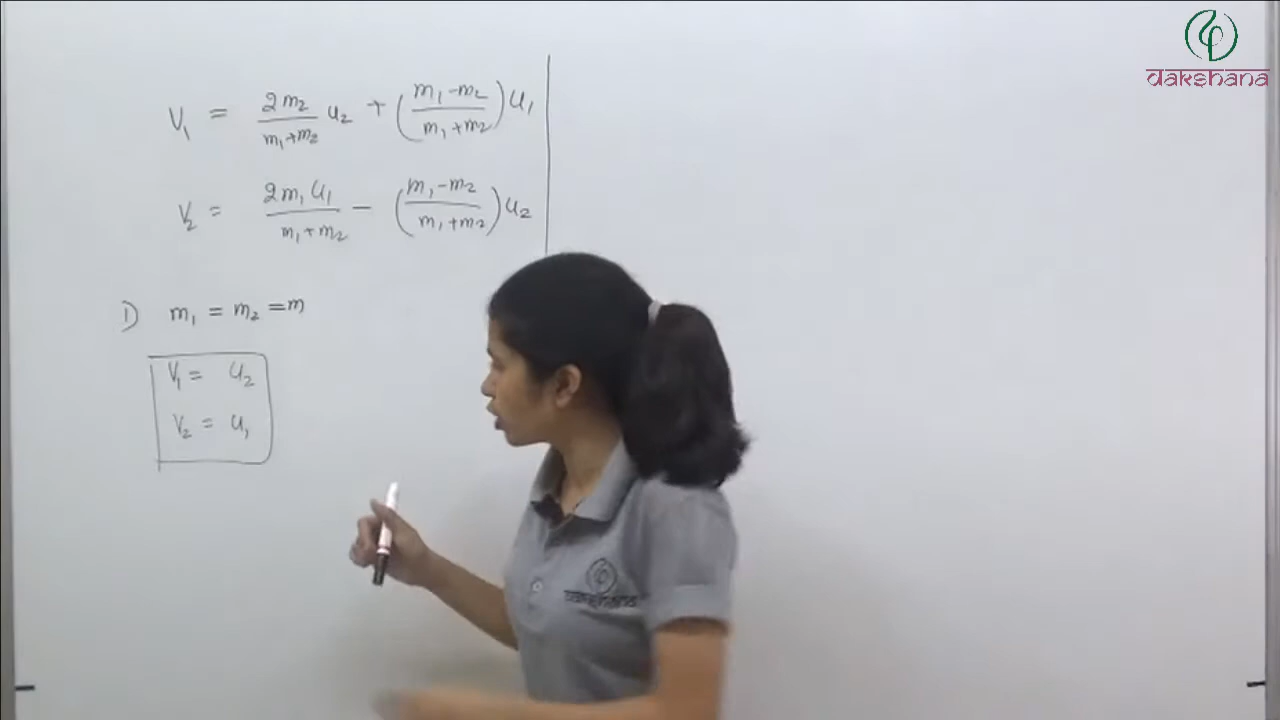 V₁ = 2m₂/(m₁+m₂) u₂ + ((m₁-m₂)/(m₁+m₂)) u₁
V₂ = 2m₁u₁/(m₁+m₂) - ((m₁-m₂)/(m₁+m₂)) u₂
1) m₁ = m₂ = m
V₁ = u₂
V₂ = u₁
dakshana
dakshana